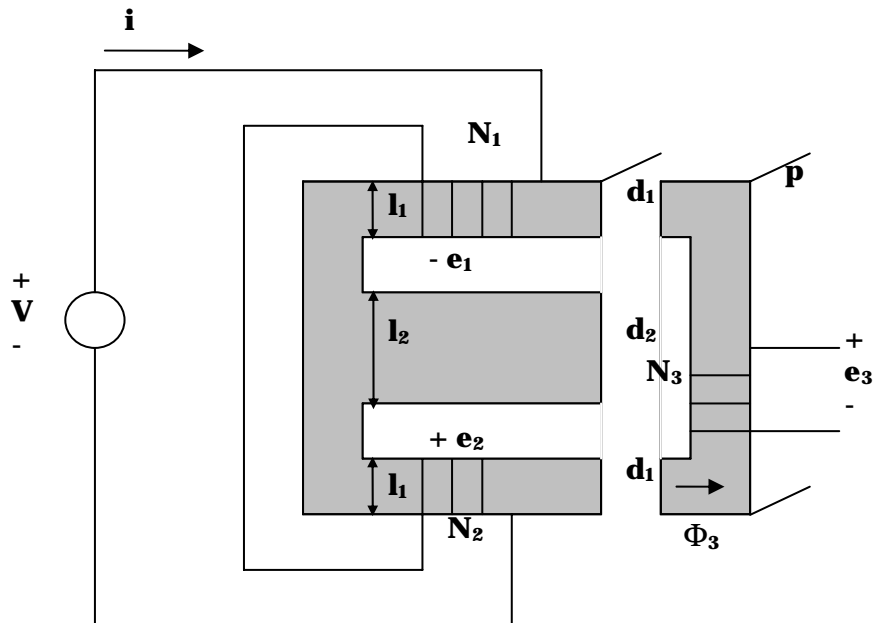 i
N₁
d₁
p
l₁
- e₁
+
V
-
l₂
d₂
+
N₃
e₃
-
+ e₂
d₁
l₁
N₂
Φ₃